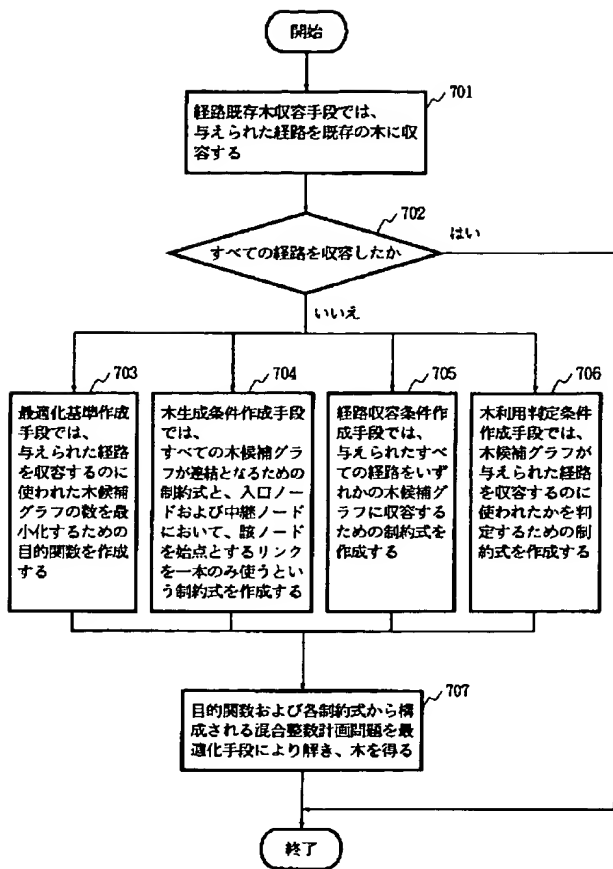 開始
701
経路既存木収容手段では、
与えられた経路を既存の木に収
容する
702
すべての経路を収容したか
はい
いいえ
703
最適化基準作成
手段では、
与えられた経路
を収容するのに
使われた木候補
グラフの数を最
小化するための
目的関数を作成
する
704
木生成条件作成手段
では、
すべての木候補グラ
フが連結となるための
制約式と、入口ノー
ドおよび中継ノード
において、該ノード
を始点とするリンク
を一本のみ使うとい
う制約式を作成する
705
経路収容条件作
成手段では、
与えられたすべ
ての経路をいず
れかの木候補グ
ラフに収容する
ための制約式を
作成する
706
木利用判定条件
作成手段では、
木候補グラフが
与えられた経路
を収容するのに
使われたかを判
定するための制
約式を作成する
707
目的関数および各制約式から構
成される混合整数計画問題を最
適化手段により解き、木を得る
終了